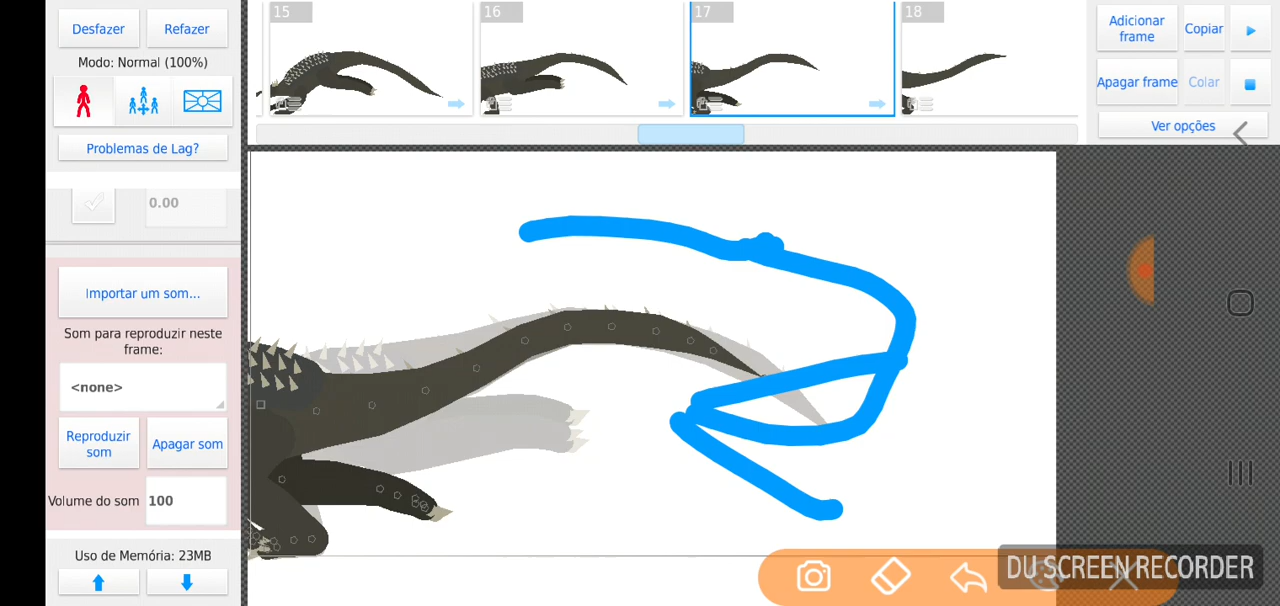 Desfazer
Refazer
Modo: Normal (100%)
Problemas de Lag?
0.00
Importar um som...
Som para reproduzir neste
frame:
<none>
Reproduzir
som
Apagar som
Volume do som
100
Uso de Memória: 23MB
15
16
17
18
Adicionar
frame
Copiar
Apagar frame
Colar
Ver opções
DU SCREEN RECORDER